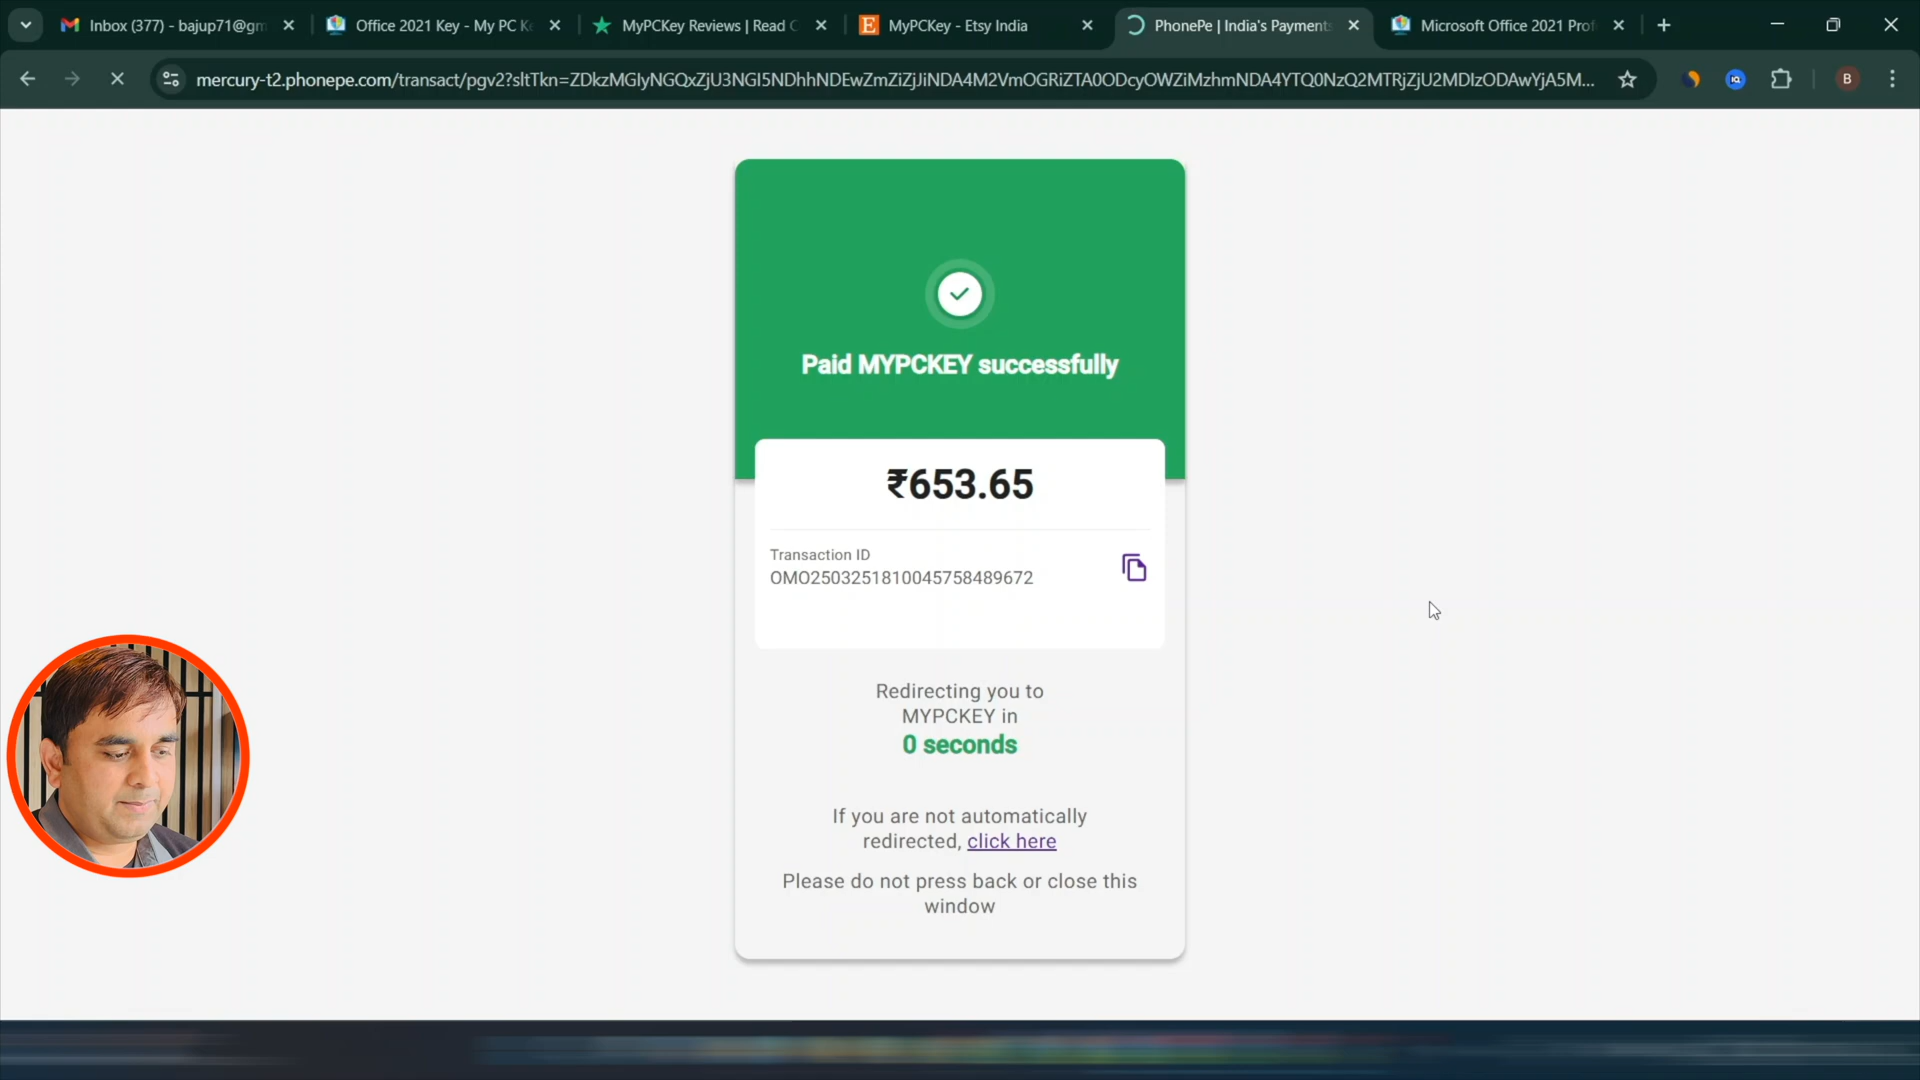 Inbox (377) - bajup71@gm
Office 2021 Key - My PC Ke
MyPCKey Reviews | Read C
MyPCKey - Etsy India
PhonePe | India's Payments
Microsoft Office 2021 Prof
mercury-t2.phonepe.com/transact/pgv2?sltTkn=ZDkzMGIyNGQxZjU3NGI5NDhhNDEwZmZiZjJiNDA4M2VmOGRiZTA0ODcyOWZiMzhmNDA4YTQ0NzQ2MTRjZjU2MDIzODAwYjA5M...
B
Paid MYPCKEY successfully
₹653.65
Transaction ID
OMO2503251810045758489672
Redirecting you to
MYPCKEY in
0 seconds
If you are not automatically
redirected, click here
Please do not press back or close this
window